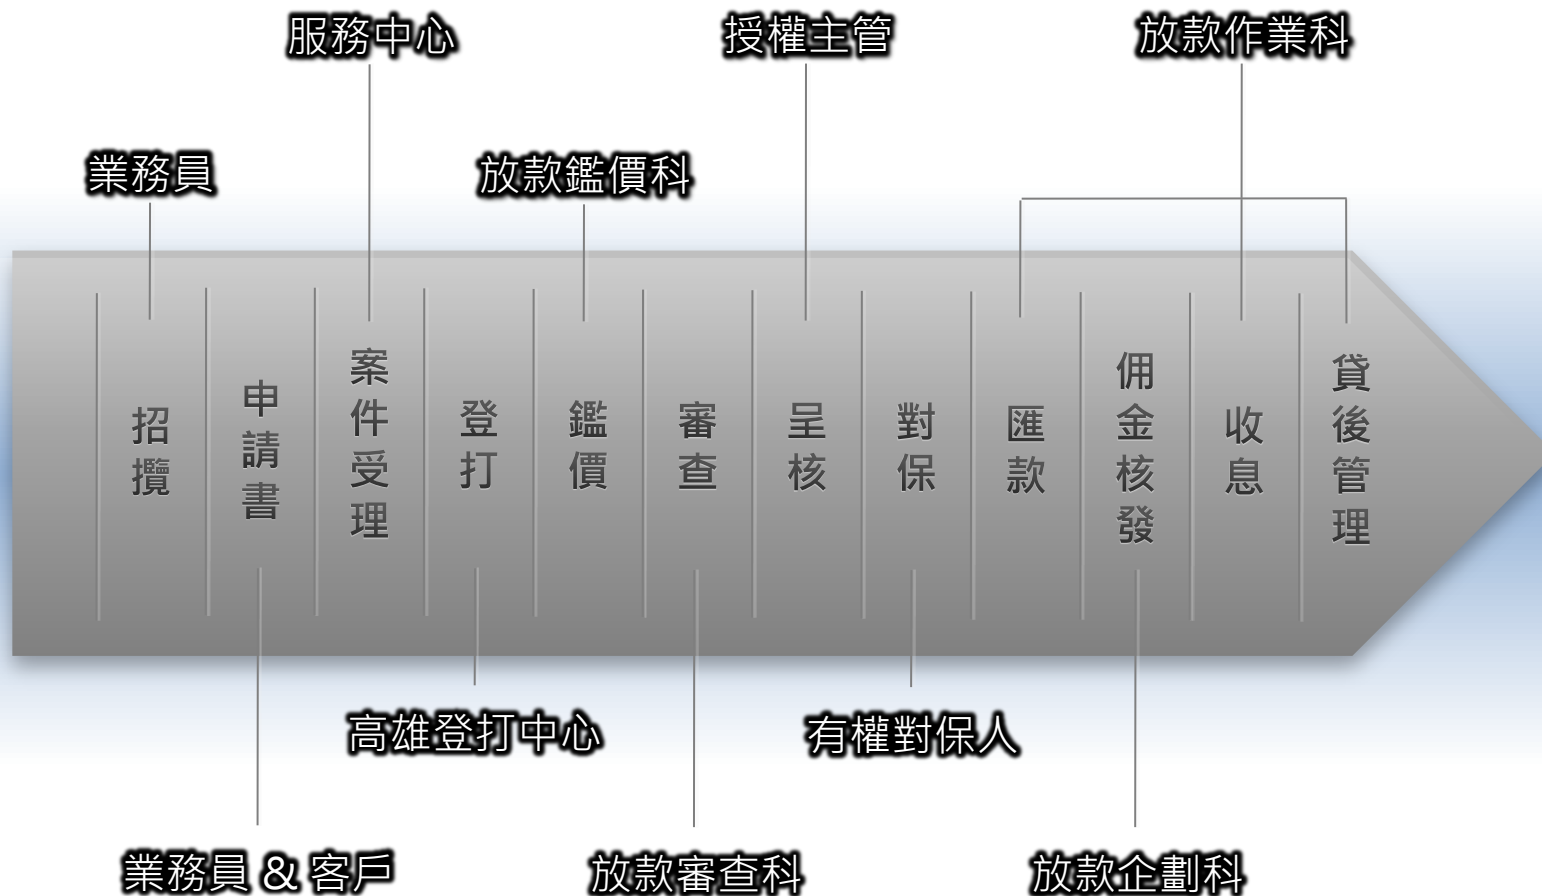 服務中心
授權主管
放款作業科
業務員
放款鑑價科
招攬
申請書
案件受理
登打
鑑價
審查
呈核
對保
匯款
佣金核發
收息
貸後管理
高雄登打中心
有權對保人
業務員 & 客戶
放款審查科
放款企劃科